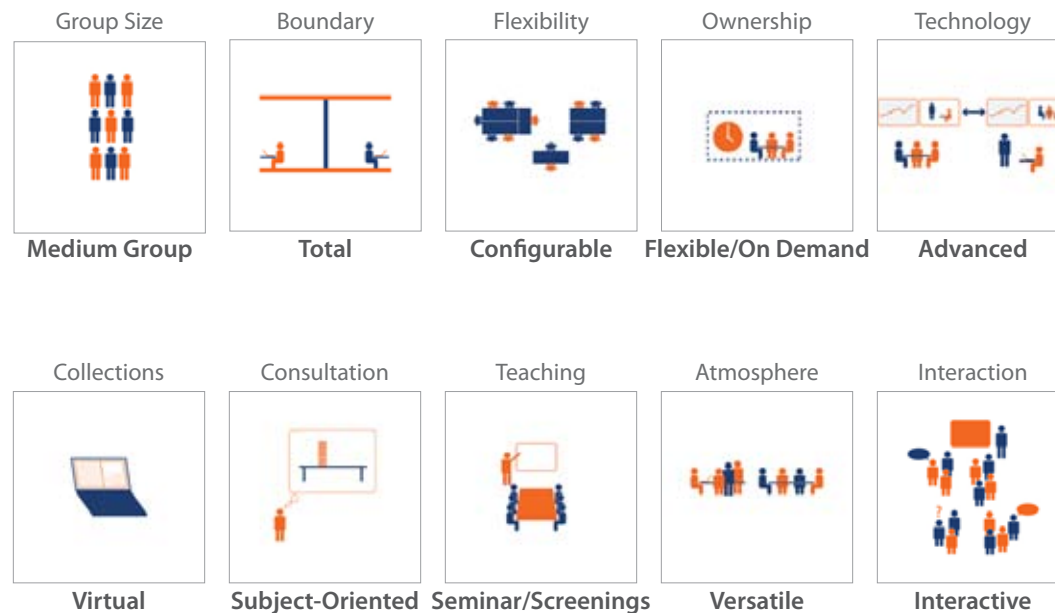 Group Size
Boundary
Flexibility
Ownership
Technology
Medium Group
Total
Configurable
Flexible/On Demand
Advanced
Collections
Consultation
Teaching
Atmosphere
Interaction
?
Virtual
Subject-Oriented
Seminar/Screenings
Versatile
Interactive